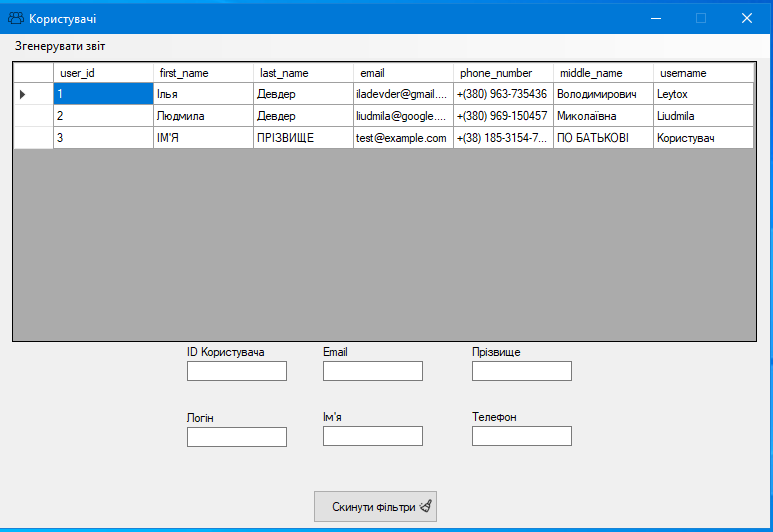 Користувачі
Згенерувати звіт
user_id first_name last_name email phone_number middle_name username
1 Ілья Девдер iladevder@gmail.... +(380) 963-735436 Володимирович Leytox
2 Людмила Девдер liudmila@google.... +(380) 969-150457 Миколаївна Liudmila
3 ІМ'Я ПРІЗВИЩЕ test@example.com +(38) 185-3154-7... ПО БАТЬКОВІ Користувач
ID Користувача Email Прізвище
Логін Ім'я Телефон
Скинути фільтри